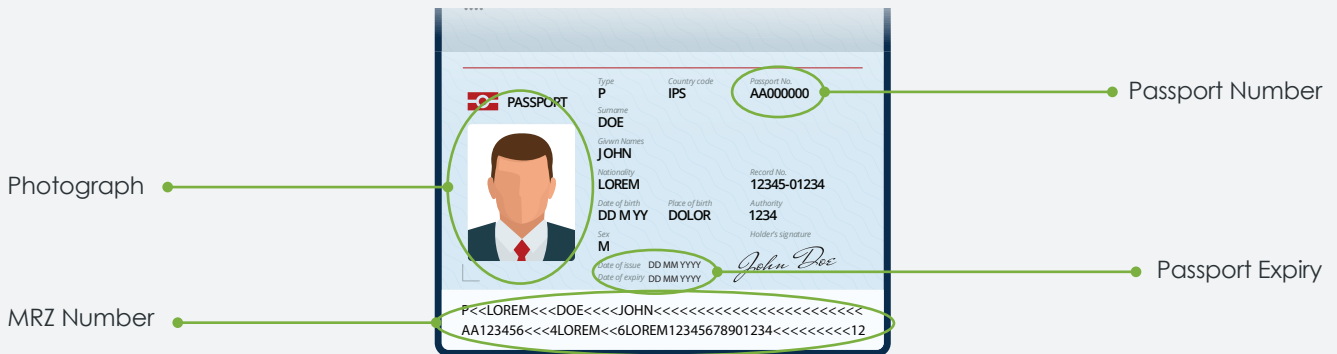 Type Country code Passport No.
PASSPORT P IPS AA000000
Passport Number
Surname
DOE
Givwn Names
JOHN
Photograph
Nationality Record No.
LOREM 12345-01234
Date of birth Place of birth Authority
DD M YY DOLOR 1234
Sex Holder's signature
M
John Doe
Date of issue DD MM YYYY
Date of expiry DD MM YYYY
Passport Expiry
MRZ Number
P<<LOREM<<<DOE<<<<JOHN<<<<<<<<<<<<<<<<<<<<<<<<<
AA123456<<<4LOREM<<6LOREM12345678901234<<<<<<<<<12